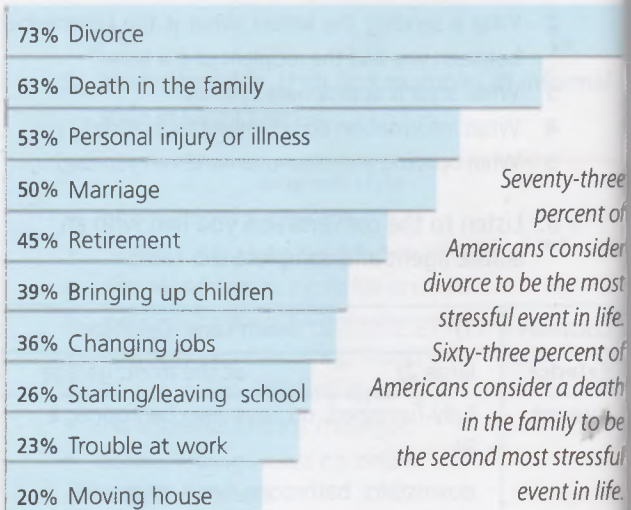 73% Divorce
63% Death in the family
53% Personal injury or illness
50% Marriage
45% Retirement
39% Bringing up children
36% Changing jobs
26% Starting/leaving school
23% Trouble at work
20% Moving house
Seventy-three
percent of
Americans consider
divorce to be the most
stressful event in life.
Sixty-three percent of
Americans consider a death
in the family to be
the second most stressful
event in life.